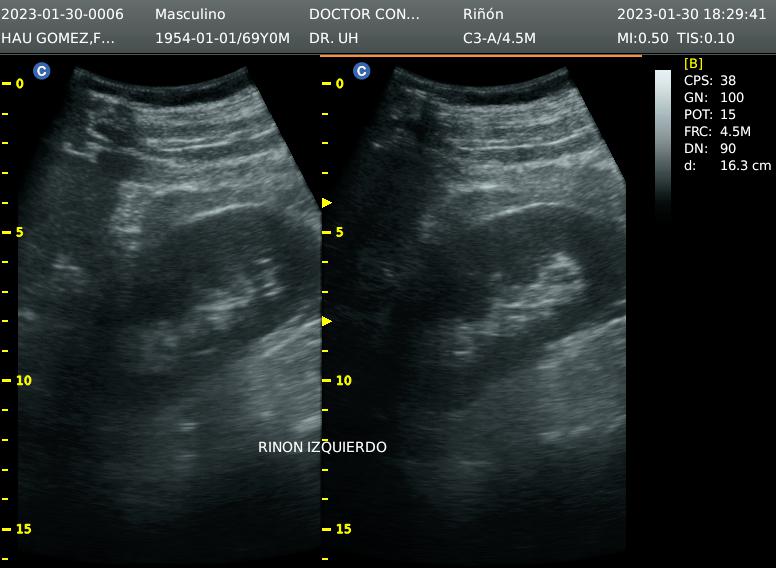 2023-01-30-0006 Masculino DOCTOR CON... Riñón 2023-01-30 18:29:41
HAU GOMEZ,F... 1954-01-01/69Y0M DR. UH C3-A/4.5M MI:0.50 TIS:0.10
C C
[B]
0 0
CPS: 38
GN: 100
POT: 15
FRC: 4.5M
DN: 90
d: 16.3 cm
5 5
10 10
RINON IZQUIERDO
15 15